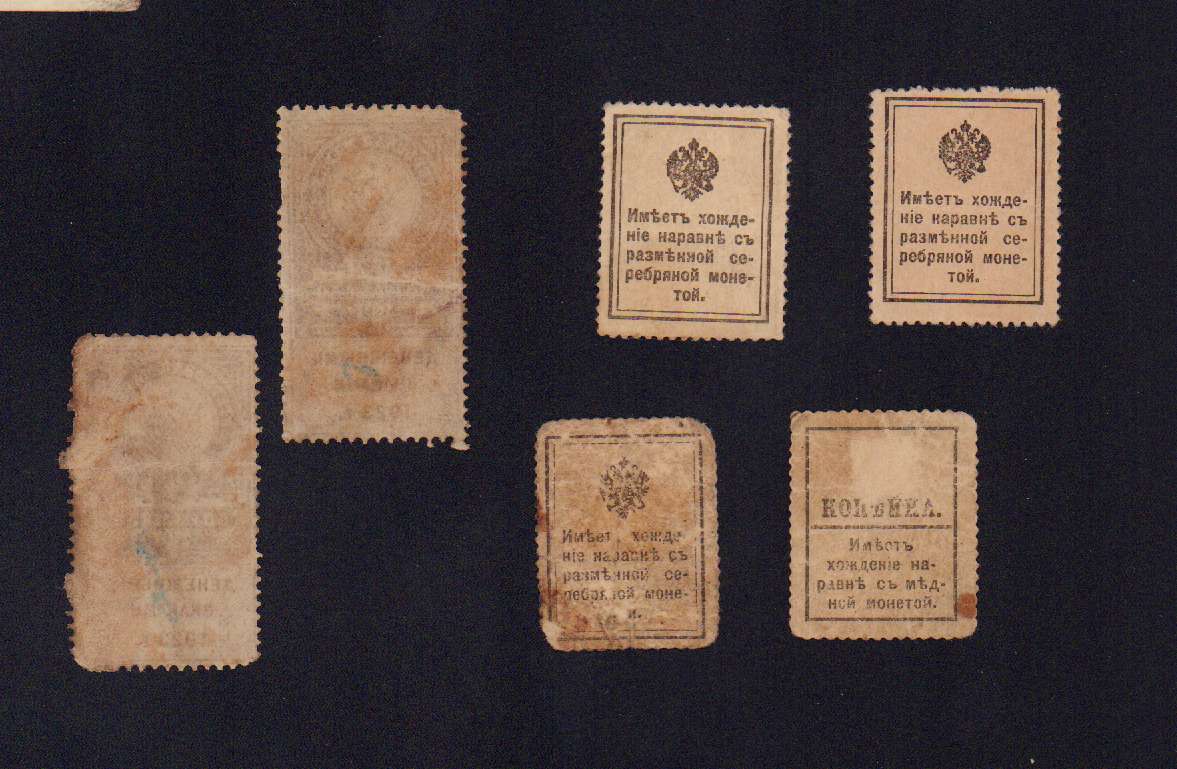 Имѣетъ хожде-
ніе наравнѣ съ
размѣнной се-
ребряной моне-
той.
Имѣетъ хожде-
ніе наравнѣ съ
размѣнной се-
ребряной моне-
той.
Имѣет хожде-
ніе наравнѣ съ
размѣнной се-
ребряной моне-
и.
КОПѢЙКА.
Имѣетъ
хожденіе на-
равнѣ съ мѣд-
ной монетой.